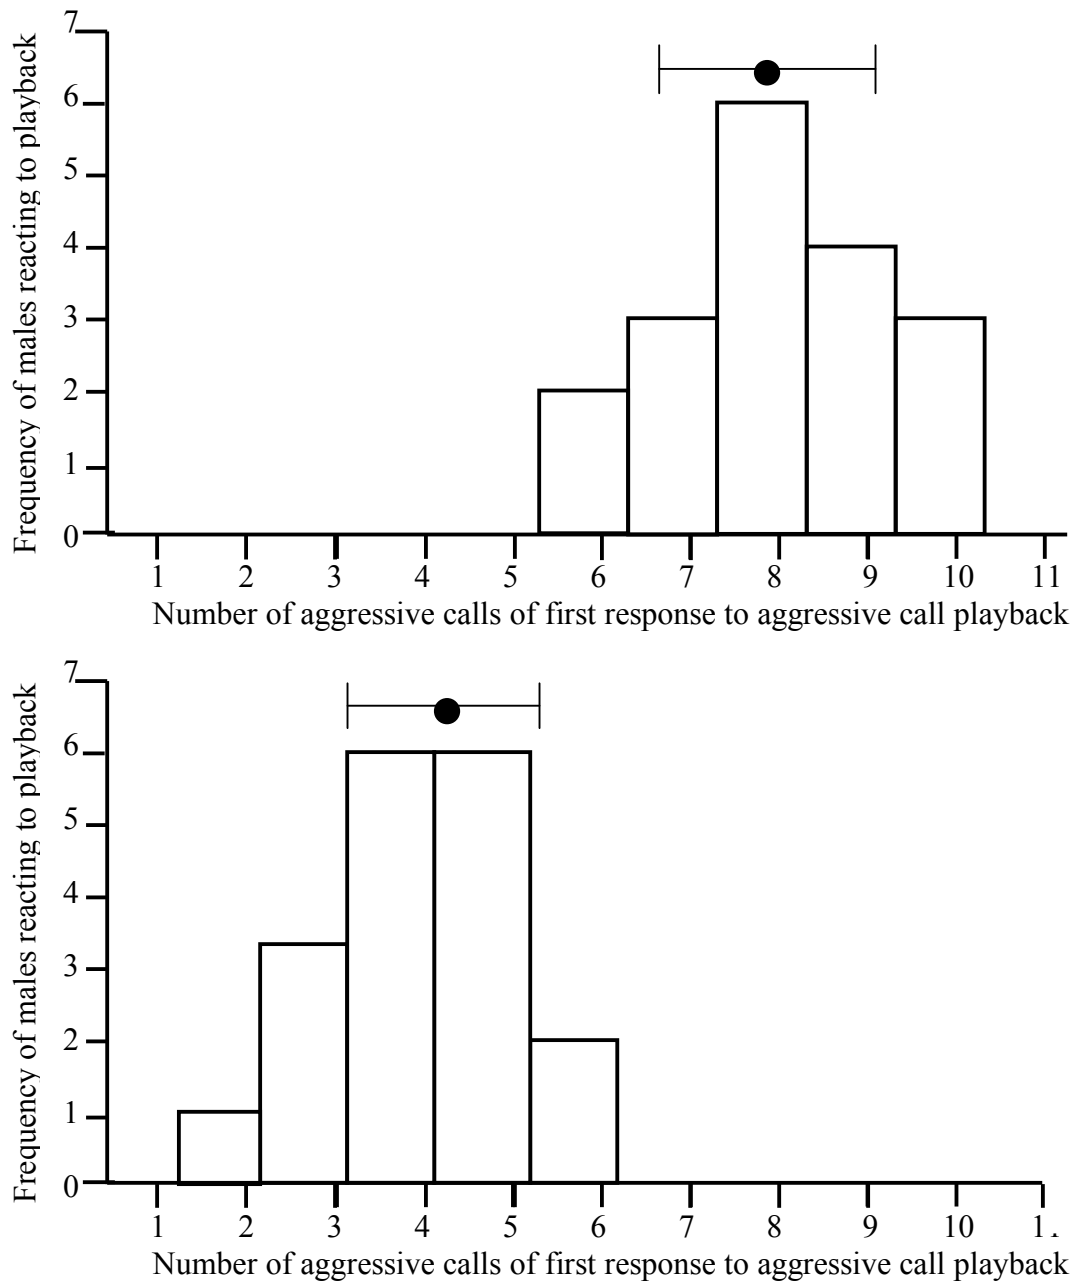 Frequency of males reacting to playback
7
6
5
4
3
2
1
0
1 2 3 4 5 6 7 8 9 10 11
Number of aggressive calls of first response to aggressive call playback
Frequency of males reacting to playback
7
6
5
4
3
2
1
0
1 2 3 4 5 6 7 8 9 10
Number of aggressive calls of first response to aggressive call playback